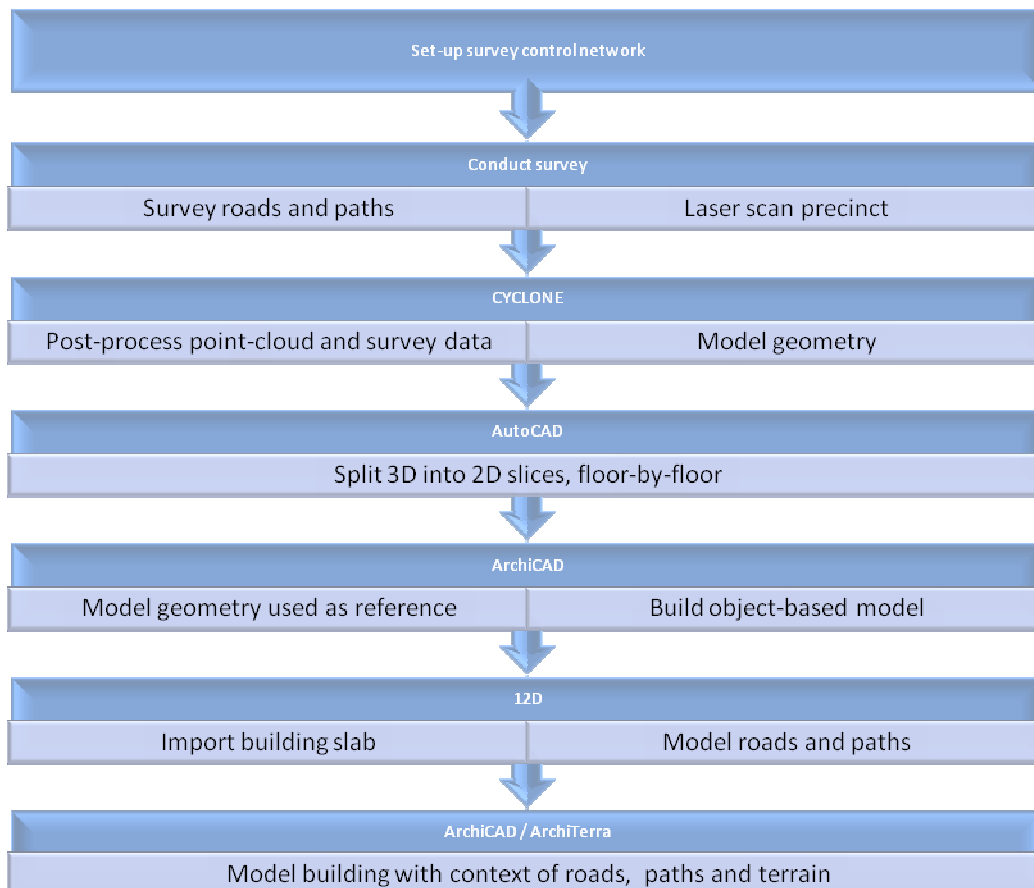 Set-up survey control network
Conduct survey
Survey roads and paths
Laser scan precinct
CYCLONE
Post-process point-cloud and survey data
Model geometry
AutoCAD
Split 3D into 2D slices, floor-by-floor
ArchiCAD
Model geometry used as reference
Build object-based model
12D
Import building slab
Model roads and paths
ArchiCAD / ArchiTerra
Model building with context of roads, paths and terrain